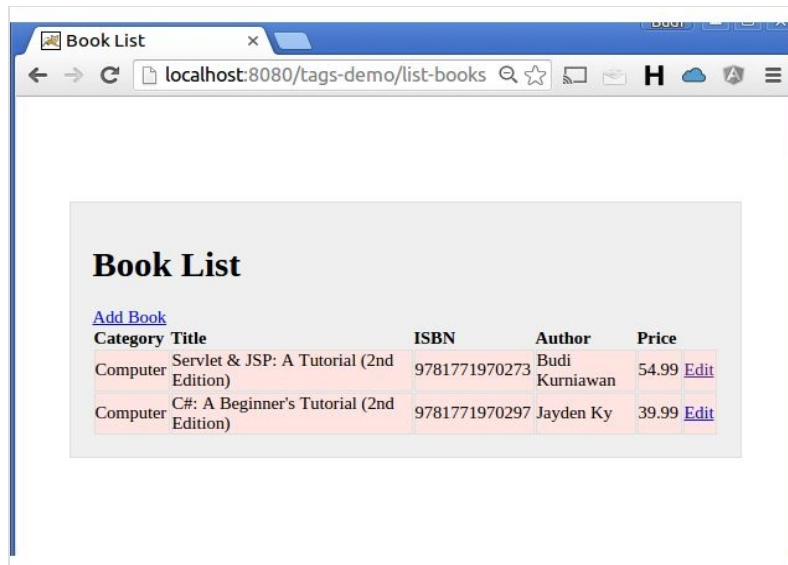 Book List
localhost:8080/tags-demo/list-books
H
A
Book List
Add Book
Category Title ISBN Author Price
Computer Servlet & JSP: A Tutorial (2nd Edition) 9781771970273 Budi Kurniawan 54.99 Edit
Computer C#: A Beginner's Tutorial (2nd Edition) 9781771970297 Jayden Ky 39.99 Edit